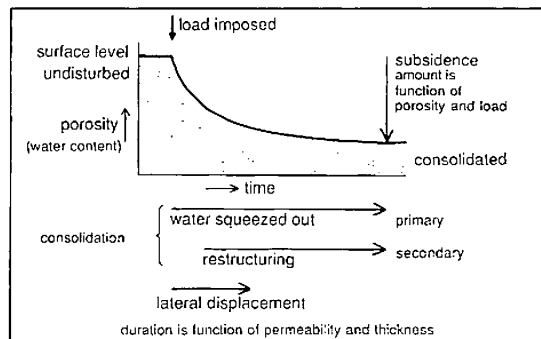 load imposed
surface level
undisturbed
subsidence
amount is
function of
porosity and load
porosity
(water content)
consolidated
time
water squeezed out
primary
consolidation
restructuring
secondary
lateral displacement
duration is function of permeability and thickness